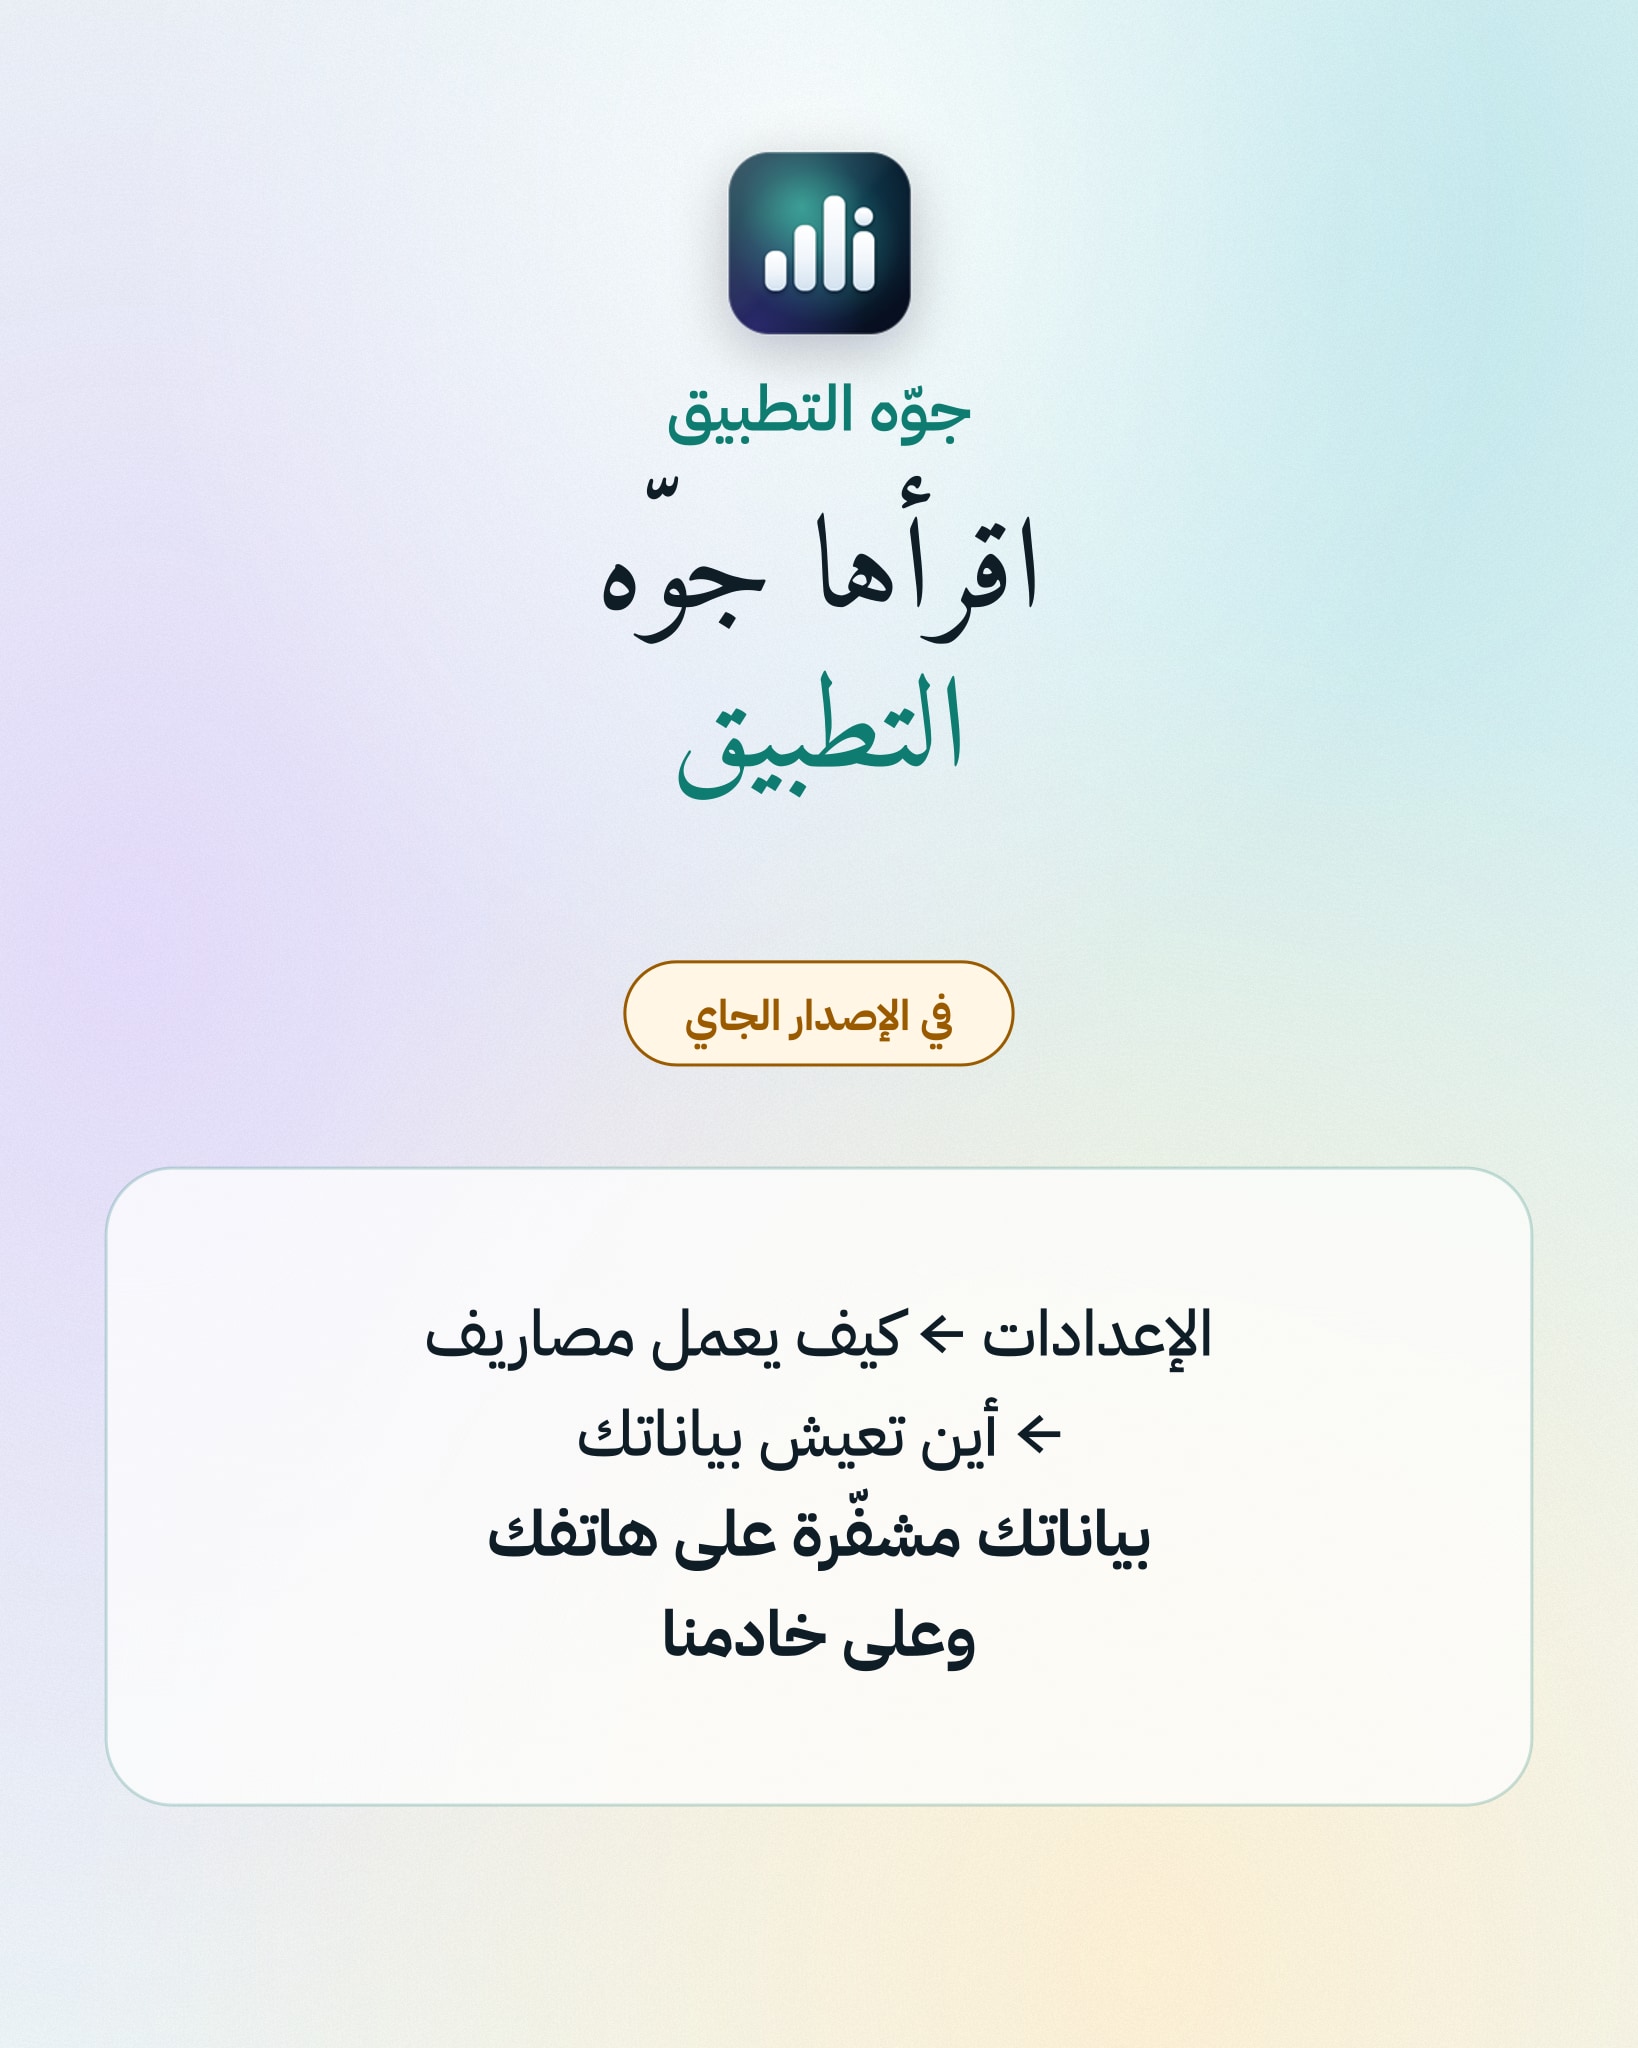 جوّه التطبيق
اقرأها جوّه
التطبيق
في الإصدار الجاي
الإعدادات ← كيف يعمل مصاريف
← أين تعيش بياناتك
بياناتك مشفّرة على هاتفك
وعلى خادمنا